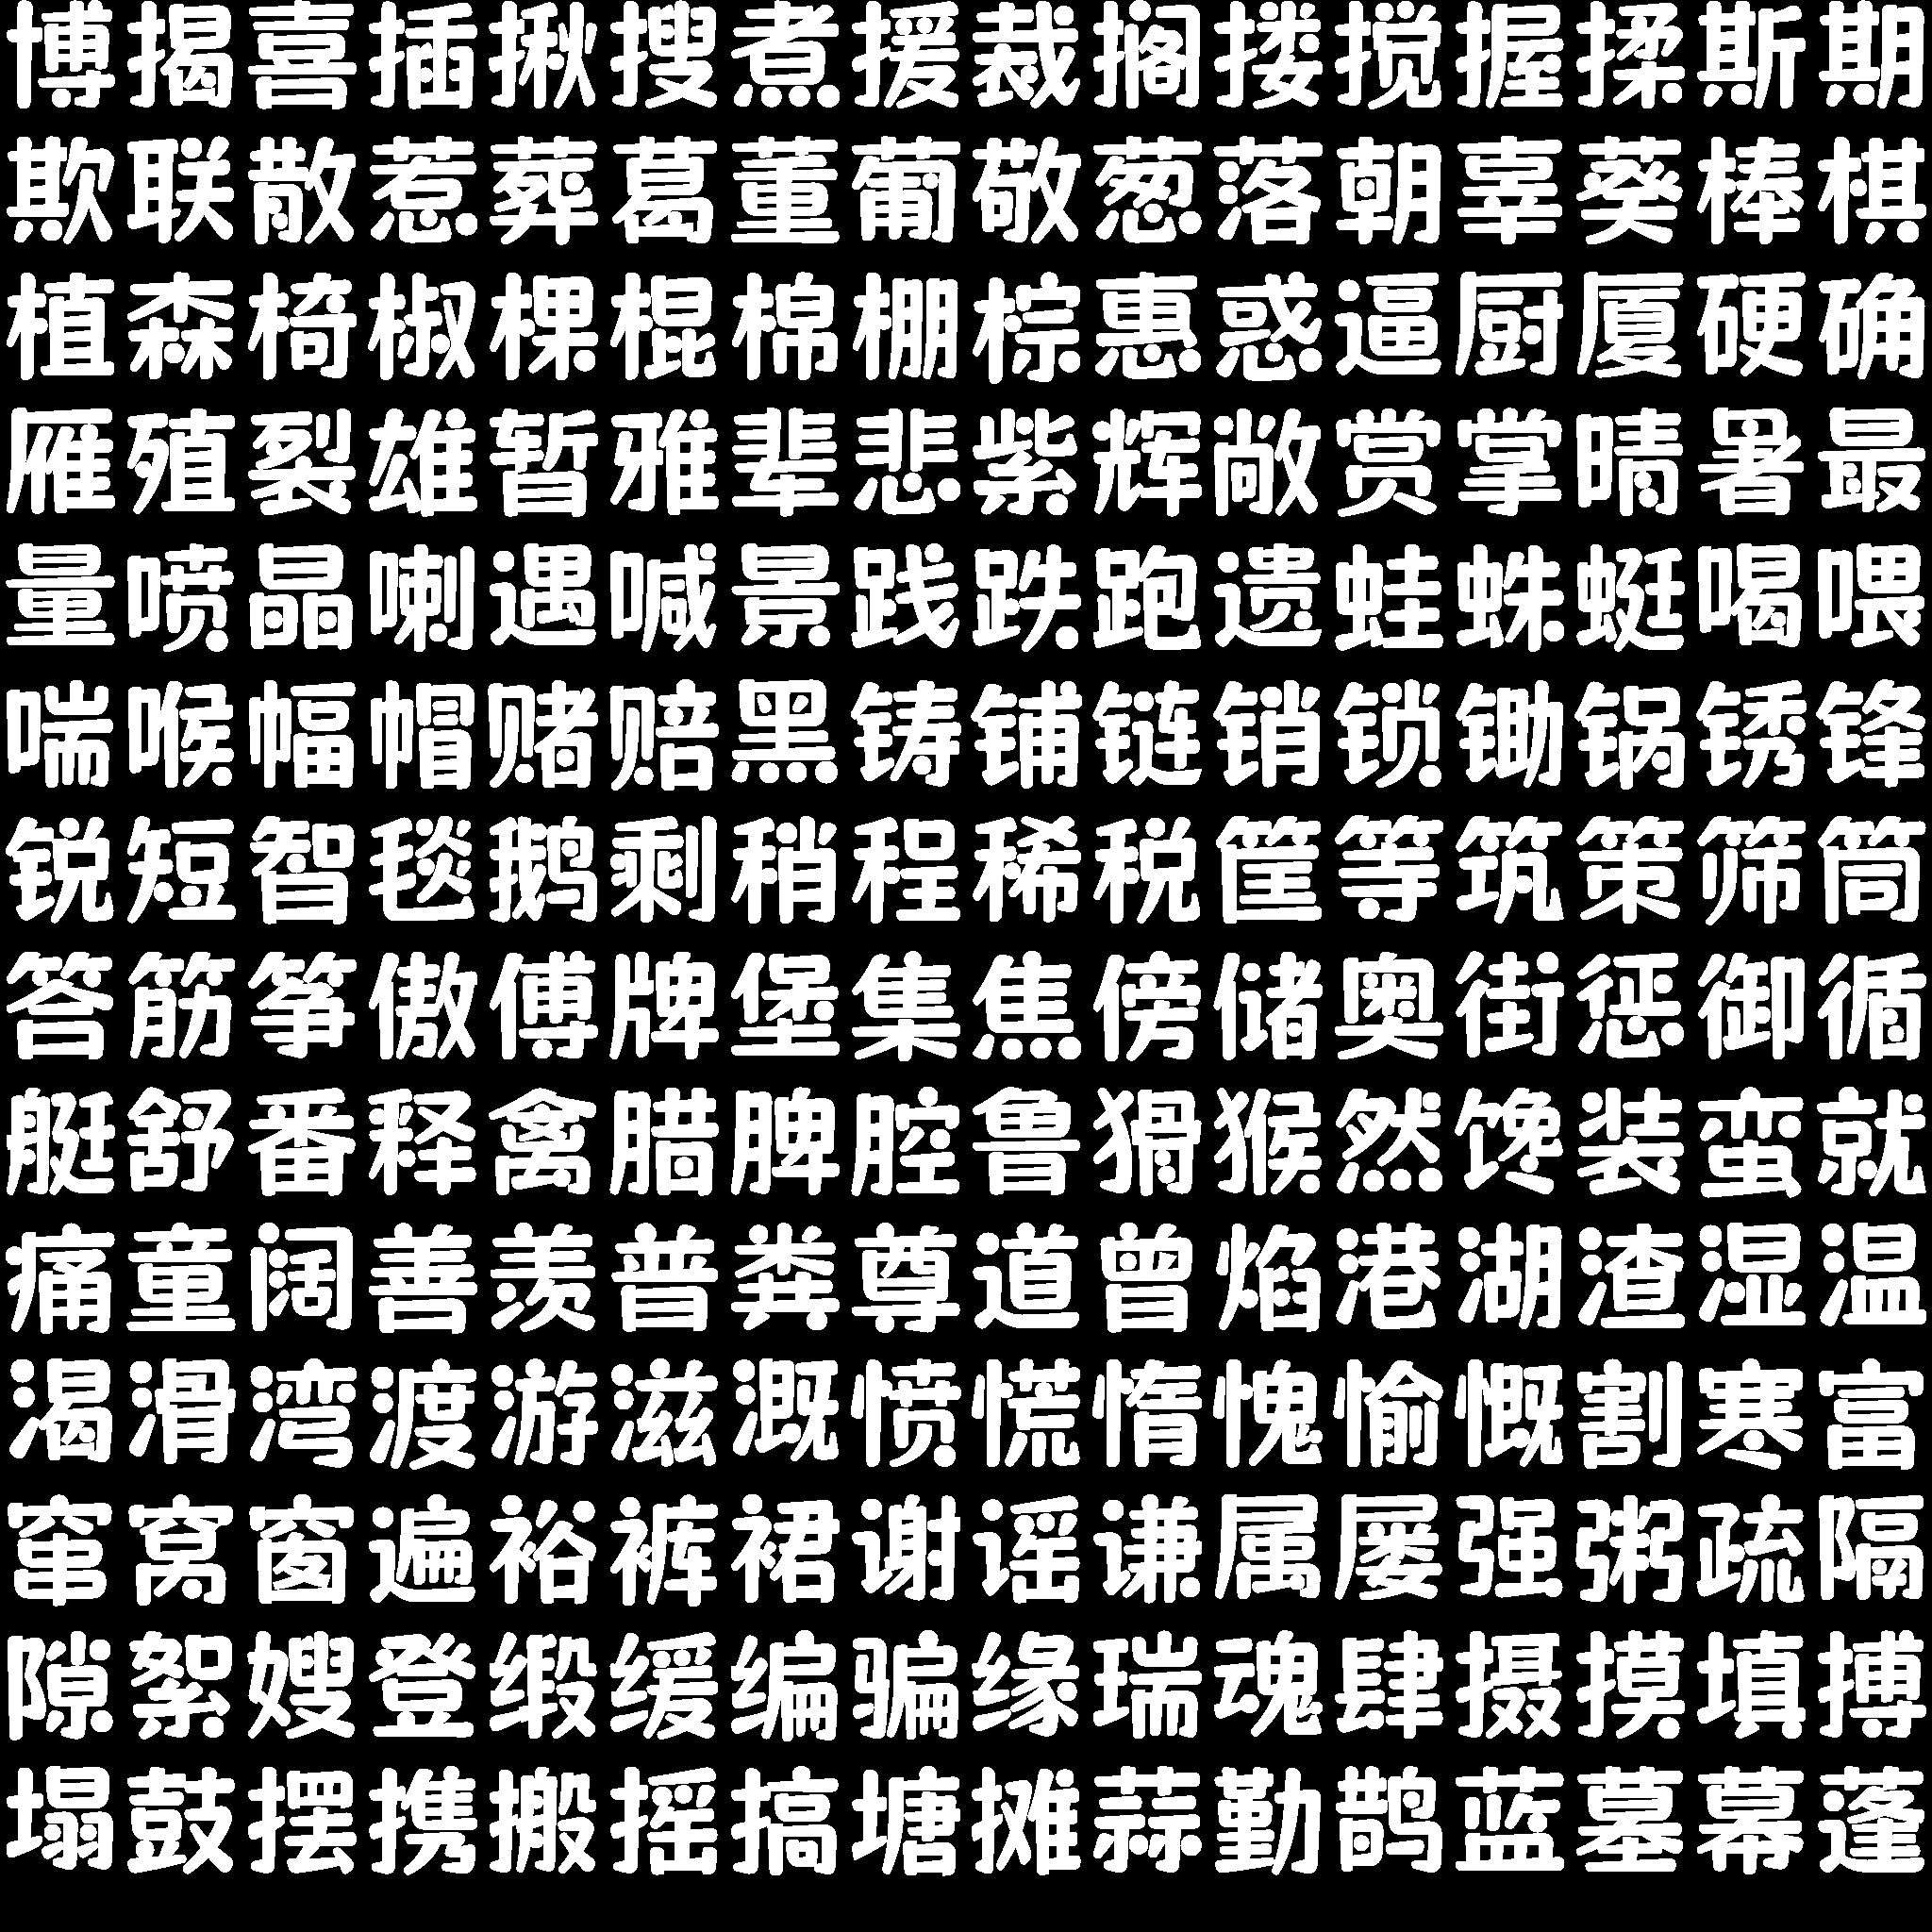 博揭喜插揪搜煮援裁搁搂搅握揉斯期
欺联散惹葬葛董葡敬葱落朝辜葵棒棋
植森椅椒棵棍棉棚棕惠惑逼厨厦硬确
雁殖裂雄暂雅辈悲紫辉敞赏掌晴暑最
量喷晶喇遇喊景践跌跑遗蛙蛛蜓喝喂
喘喉幅帽赌赔黑铸铺链销锁锄锅锈锋
锐短智毯鹅剩稍程稀税筐等筑策筛筒
答筋筝傲傅牌堡集焦傍储奥街惩御循
艇舒番释禽腊脾腔鲁猾猴然馋装蛮就
痛童阔善羡普粪尊道曾焰港湖渣湿温
渴滑湾渡游滋溉愤慌惰愧愉慨割寒富
窜窝窗遍裕裤裙谢谣谦属屡强粥疏隔
隙絮嫂登缎缓编骗缘瑞魂肆摄摸填搏
塌鼓摆携搬摇搞塘摊蒜勤鹊蓝墓幕蓬